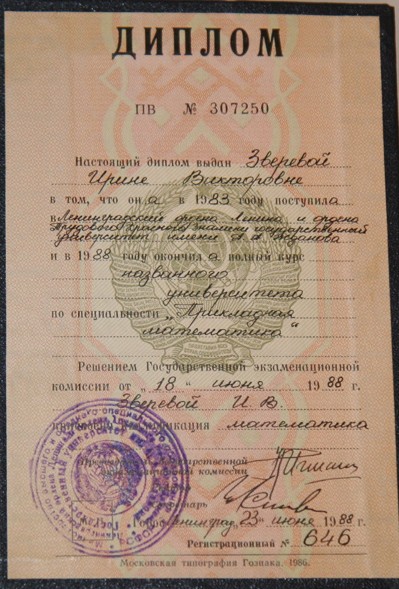 ДИПЛОМ
ПВ № 307250
Настоящий диплом выдан Зверевой
Ирине Викторовне
в том, что она в 1983 году поступила
в Ленинградский ордена Ленина и ордена
Трудового Красного Знамени государственный
университет имени А.А. Жданова
и в 1988 году окончила полный курс
названного
университета
по специальности „Прикладная
математика"
Решением Государственной экзаменационной
комиссии от „18" июня 1988 г.
Зверевой И. В.
присвоена квалификация математика
Председатель Государственной
экзаменационной комиссии
Ректор
Секретарь
Город Ленинград, 23 июня 1988 г.
Регистрационный № 646
Московская типография Гознака. 1986.